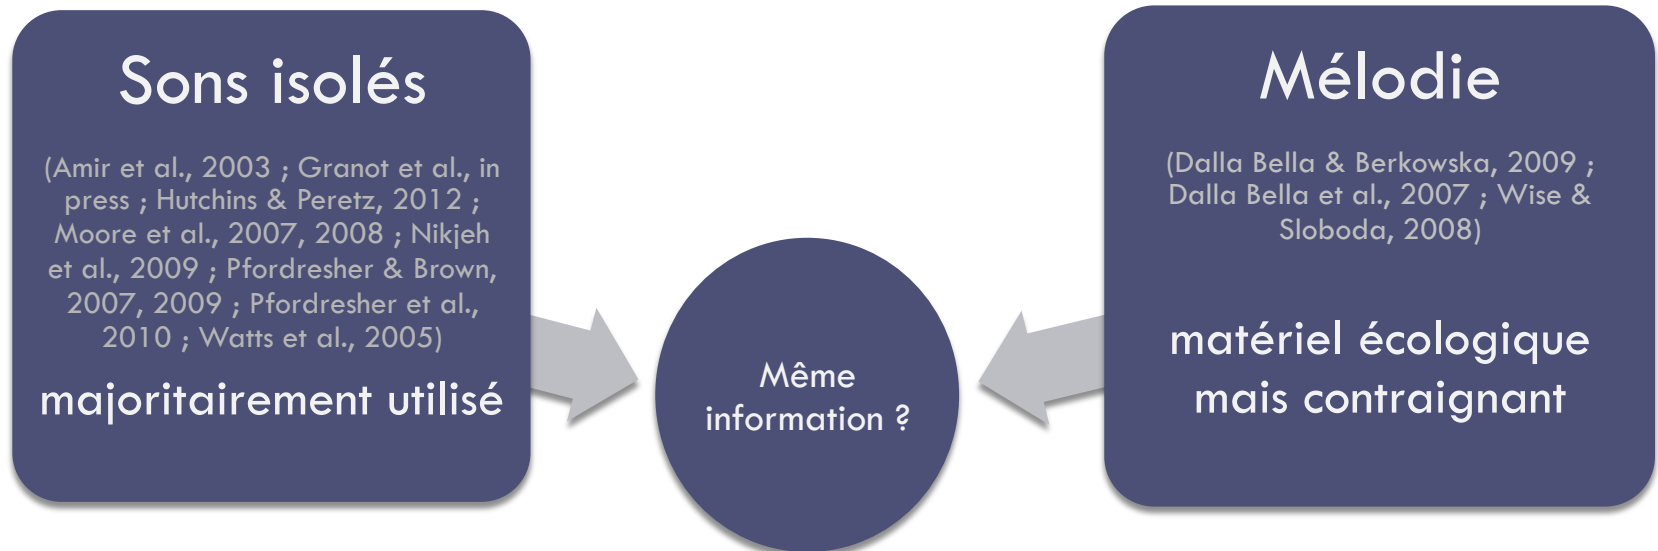 Sons isolés
(Amir et al., 2003 ; Granot et al., in
press ; Hutchins & Peretz, 2012 ;
Moore et al., 2007, 2008 ; Nikjeh
et al., 2009 ; Pfordresher & Brown,
2007, 2009 ; Pfordresher et al.,
2010 ; Watts et al., 2005)
majoritairement utilisé
Même
information ?
Mélodie
(Dalla Bella & Berkowska, 2009 ;
Dalla Bella et al., 2007 ; Wise &
Sloboda, 2008)
matériel écologique
mais contraignant